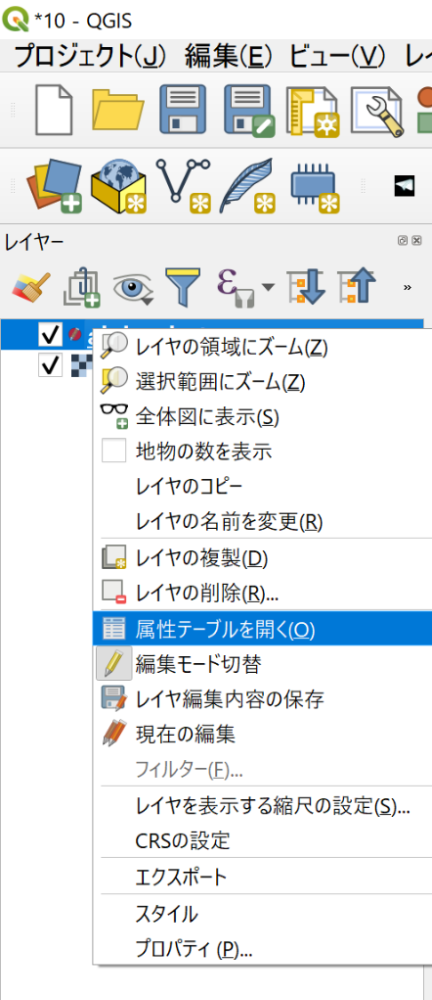 *10 - QGIS
プロジェクト(J) 編集(E) ビュー(V) レイ
レイヤー
ε
»
レイヤの領域にズーム(Z)
選択範囲にズーム(Z)
全体図に表示(S)
地物の数を表示
レイヤのコピー
レイヤの名前を変更(R)
レイヤの複製(D)
レイヤの削除(R)...
属性テーブルを開く(O)
編集モード切替
レイヤ編集内容の保存
現在の編集
フィルター(F)...
レイヤを表示する縮尺の設定(S)...
CRSの設定
エクスポート
スタイル
プロパティ (P)...